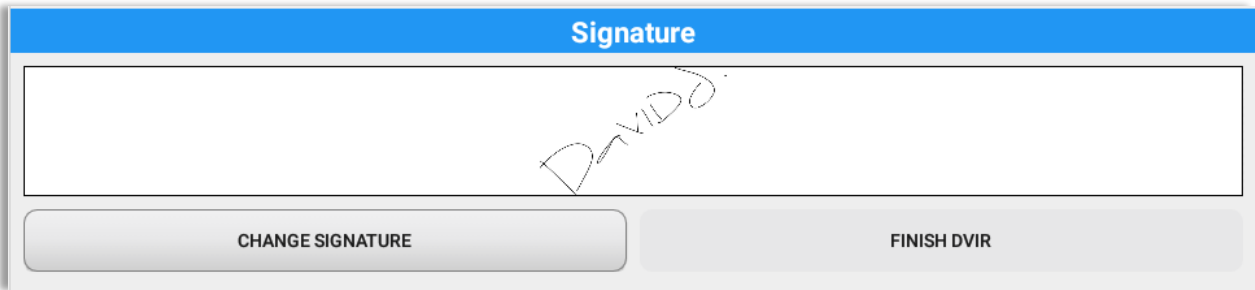 Signature
DAVID J.
CHANGE SIGNATURE
FINISH DVIR